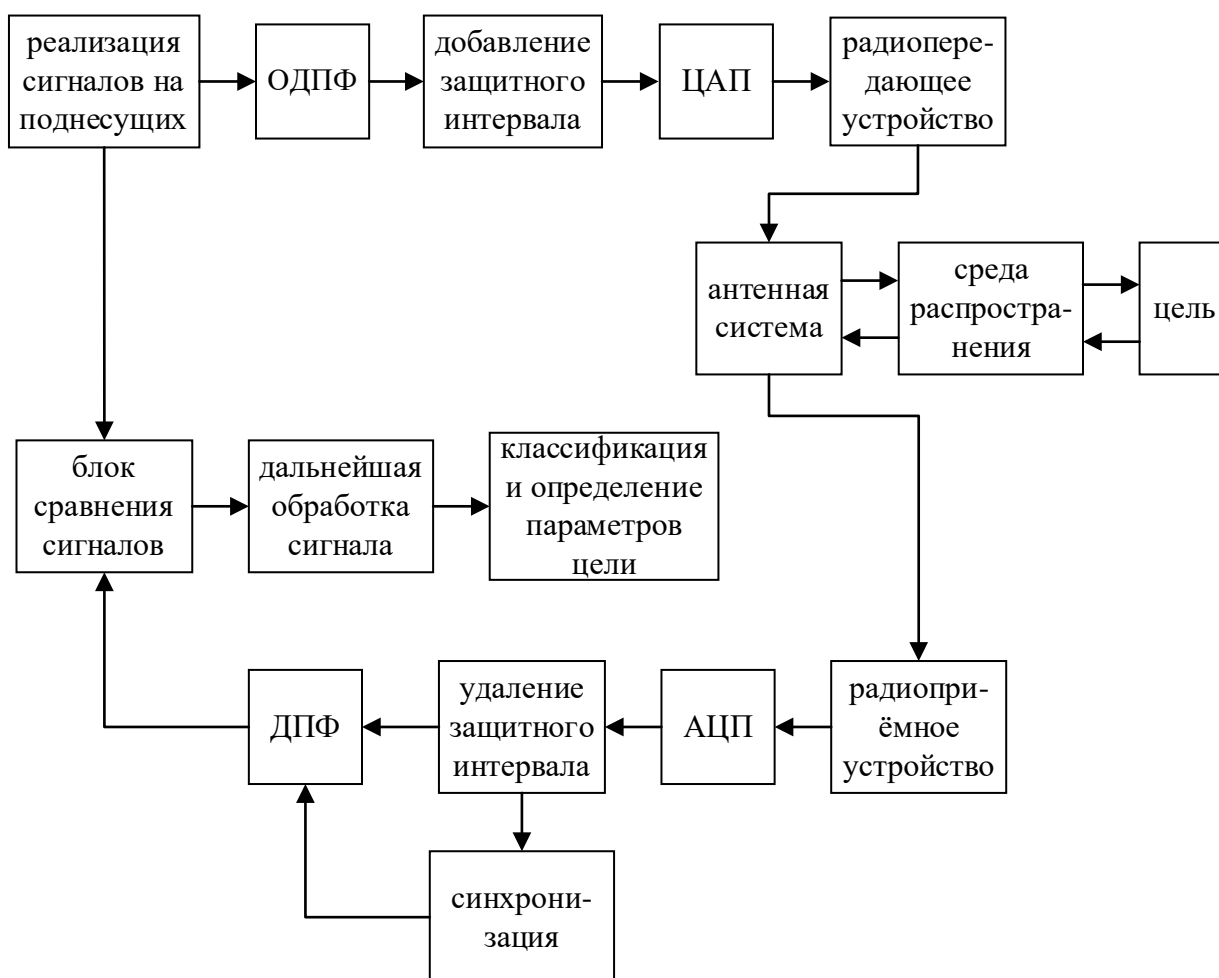 реализация
сигналов на
поднесущих
ОДПФ
добавление
защитного
интервала
ЦАП
радиопере-
дающее
устройство
антенная
система
среда
распростра-
нения
цель
блок
сравнения
сигналов
дальнейшая
обработка
сигнала
классификация
и определение
параметров
цели
ДПФ
удаление
защитного
интервала
АЦП
радиопри-
ёмное
устройство
синхрони-
зация